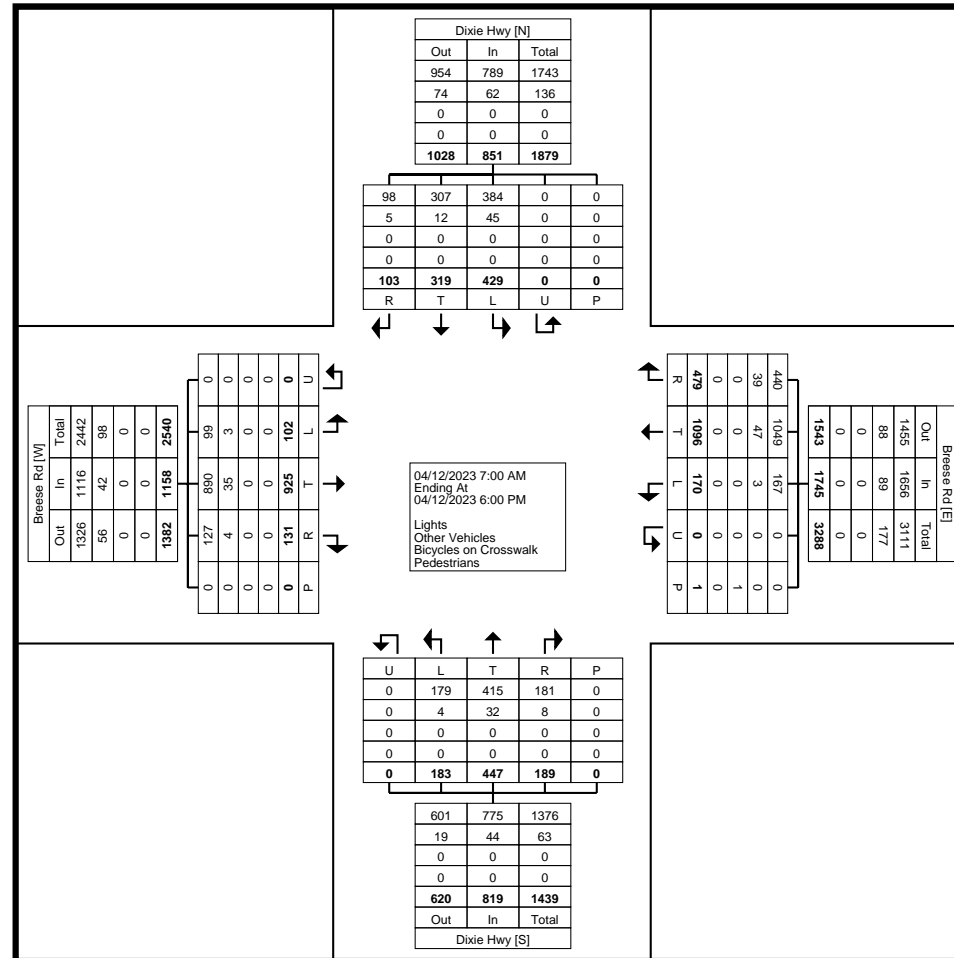 Dixie Hwy [N]
Out In Total
954 789 1743
74 62 136
0 0 0
0 0 0
1028 851 1879
98 307 384 0 0
5 12 45 0 0
0 0 0 0 0
0 0 0 0 0
103 319 429 0 0
R T L U P
Breese Rd [W]
Total 2442 98 0 0 2540
In 1116 42 0 0 1158
Out 1326 56 0 0 1382
0 0 0 0 0 U
99 3 0 0 102 L
890 35 0 0 925 T
127 4 0 0 131 R
0 0 0 0 0 P
04/12/2023 7:00 AM
Ending At
04/12/2023 6:00 PM
Lights
Other Vehicles
Bicycles on Crosswalk
Pedestrians
R 479 0 0 39 440
T 1096 0 0 47 1049
L 170 0 0 3 167
U 0 0 0 0 0
P 1 0 1 0 0
1543 0 0 88 1455 Out
1745 0 0 89 1656 In
3288 0 0 177 3111 Total
Breese Rd [E]
U L T R P
0 179 415 181 0
0 4 32 8 0
0 0 0 0 0
0 0 0 0 0
0 183 447 189 0
601 775 1376
19 44 63
0 0 0
0 0 0
620 819 1439
Out In Total
Dixie Hwy [S]